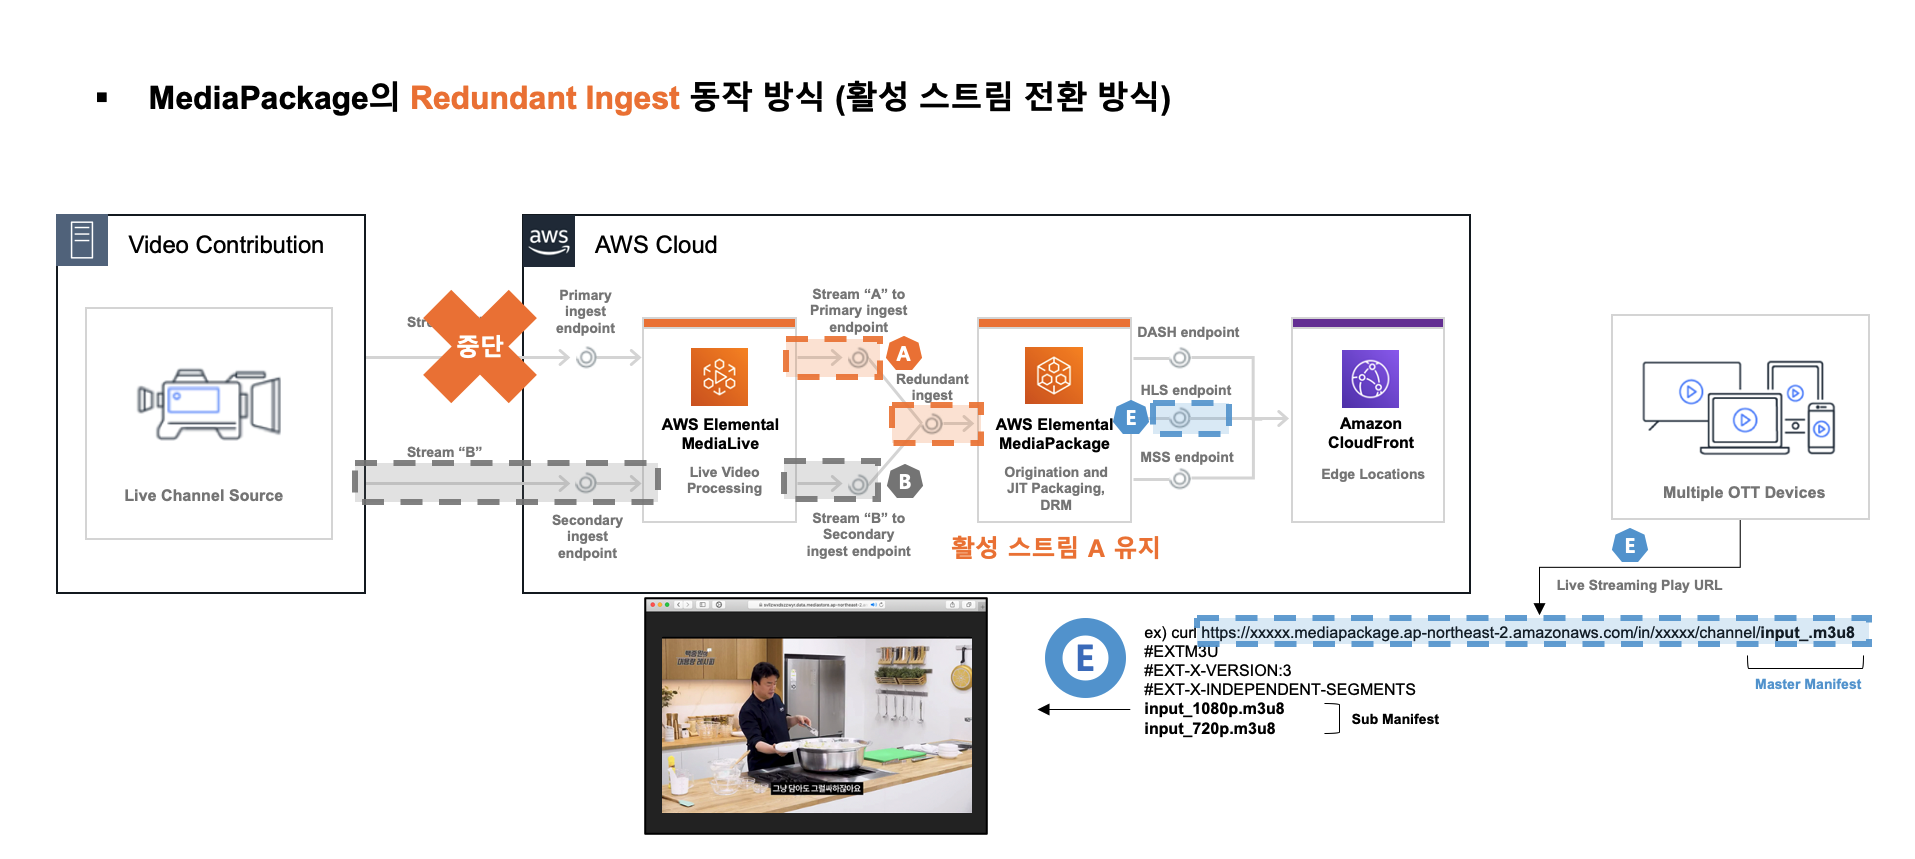 ▪ MediaPackage의 Redundant Ingest 동작 방식 (활성 스트림 전환 방식)
Video Contribution
Live Channel Source
Stream "B"
중단
aws
AWS Cloud
Primary
ingest
endpoint
Secondary
ingest
endpoint
AWS Elemental
MediaLive
Live Video
Processing
Stream “A” to
Primary ingest
endpoint
A
Redundant
ingest
B
Stream “B” to
Secondary
ingest endpoint
AWS Elemental
MediaPackage
Origination and
JIT Packaging,
DRM
활성 스트림 A 유지
DASH endpoint
HLS endpoint
E
MSS endpoint
Amazon
CloudFront
Edge Locations
Multiple OTT Devices
E
Live Streaming Play URL
E
ex) curl https://xxxxx.mediapackage.ap-northeast-2.amazonaws.com/in/xxxxx/channel/input_.m3u8
#EXTM3U
#EXT-X-VERSION:3
#EXT-X-INDEPENDENT-SEGMENTS
input_1080p.m3u8
input_720p.m3u8
Master Manifest
Sub Manifest
백종원의
그냥 담아도 그럴싸하잖아요